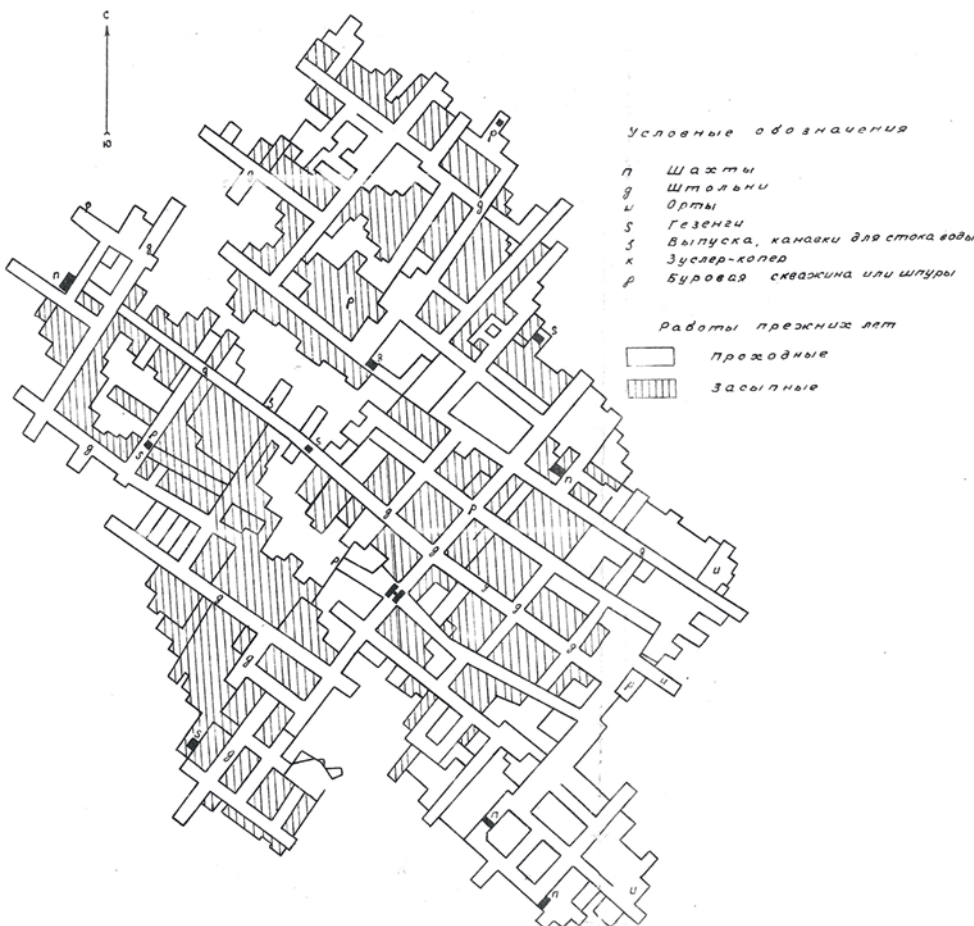 С
Ю
Условные обозначения
п Шахты
д Штольни
и Орты
S Гезенги
з Выпуска, канавки для стока воды
к Зуслер-копер
р Буровая скважина или шпуры
Работы прежних лет
проходные
Засыпные
р
д
д
р
д
п
р
S
з
д
з
s
р
S
д
п
д
р
д
д
и
р
з
д
д
д
р
и
д
S
д
п
п
и